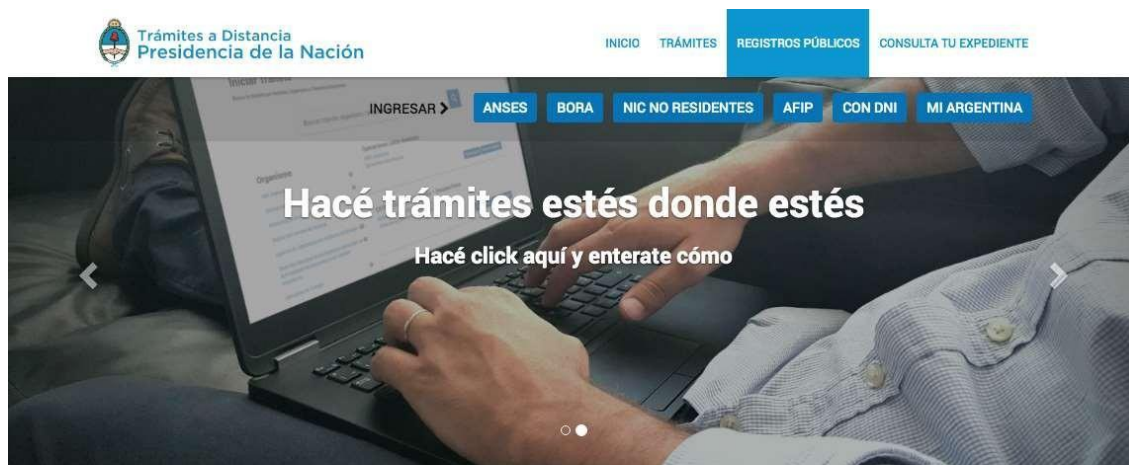 Trámites a Distancia
Presidencia de la Nación
INICIO TRÁMITES REGISTROS PÚBLICOS CONSULTA TU EXPEDIENTE
INGRESAR ANSES BORA NIC NO RESIDENTES AFIP CON DNI MI ARGENTINA
Organismo
Hacé trámites estés donde estés
Hacé click aquí y enterate cómo